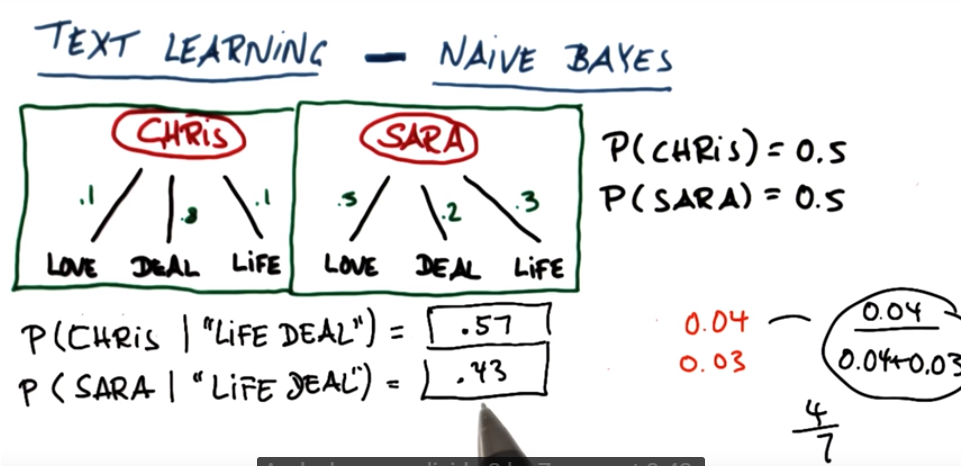 TEXT LEARNING — NAIVE BAYES
CHRIS
.1 .8 .1
LOVE DEAL LIFE
SARA
.5 .2 .3
LOVE DEAL LIFE
P(CHRIS) = 0.5
P(SARA) = 0.5
P(CHRIS | "LIFE DEAL") = .57
P(SARA | "LIFE DEAL") = .43
0.04
0.03
0.04
0.04+0.03
4
7